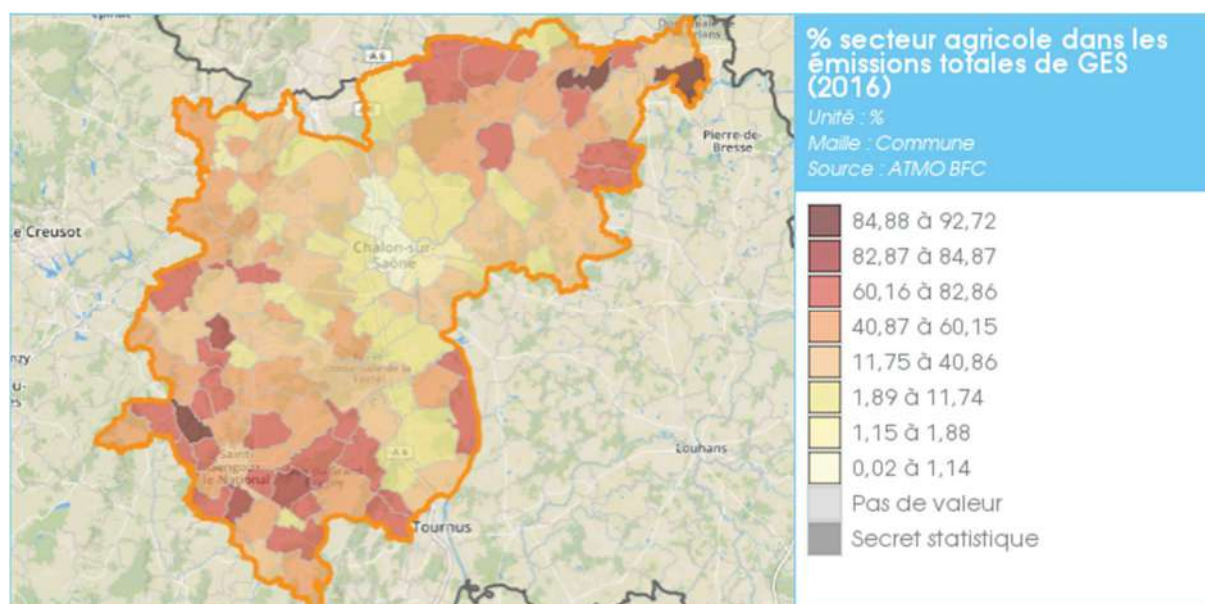 A 6
Pierre-de-
Bresse
Le Creusot
Chalon-sur-
Saône
Louhans
A 6
Tournus
% secteur agricole dans les
émissions totales de GES
(2016)
Unité : %
Maille : Commune
Source : ATMO BFC
84,88 à 92,72
82,87 à 84,87
60,16 à 82,86
40,87 à 60,15
11,75 à 40,86
1,89 à 11,74
1,15 à 1,88
0,02 à 1,14
Pas de valeur
Secret statistique